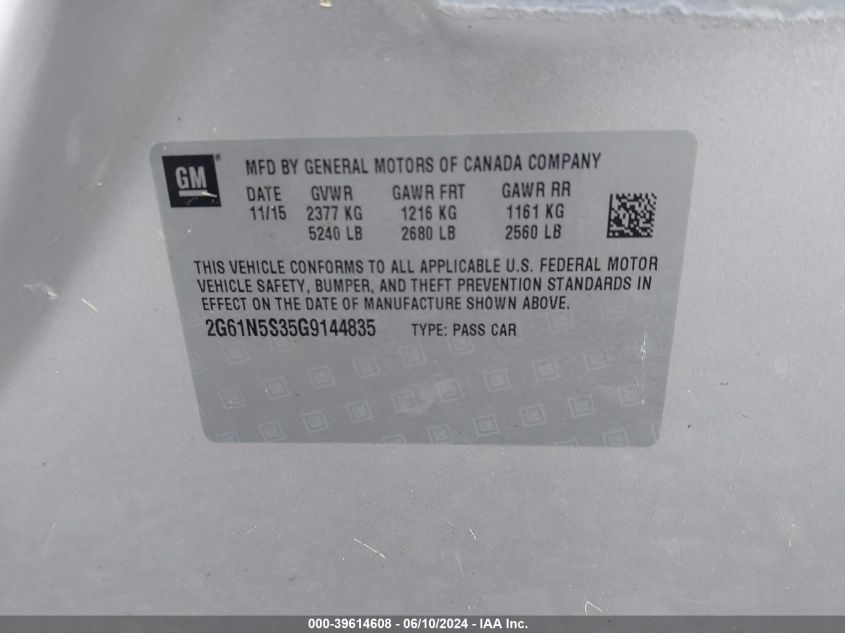 GM ®
MFD BY GENERAL MOTORS OF CANADA COMPANY
DATE GVWR GAWR FRT GAWR RR
11/15 2377 KG 1216 KG 1161 KG
5240 LB 2680 LB 2560 LB
THIS VEHICLE CONFORMS TO ALL APPLICABLE U.S. FEDERAL MOTOR
VEHICLE SAFETY, BUMPER, AND THEFT PREVENTION STANDARDS IN
EFFECT ON THE DATE OF MANUFACTURE SHOWN ABOVE.
2G61N5S35G9144835 TYPE: PASS CAR
000-39614608 - 06/10/2024 - IAA Inc.